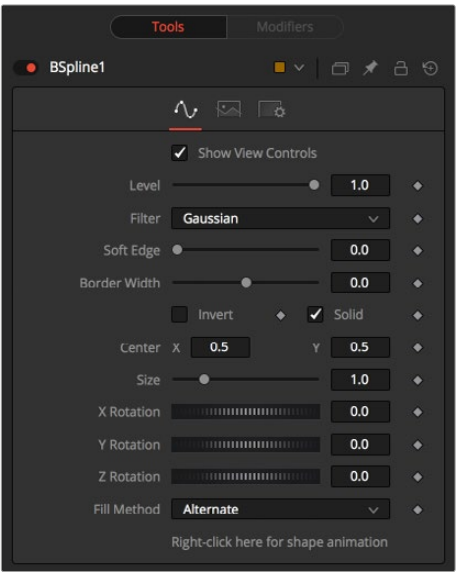 Tools Modifiers
BSpline1
Show View Controls
Level 1.0
Filter Gaussian
Soft Edge 0.0
Border Width 0.0
Invert Solid
Center X 0.5 Y 0.5
Size 1.0
X Rotation 0.0
Y Rotation 0.0
Z Rotation 0.0
Fill Method Alternate
Right-click here for shape animation